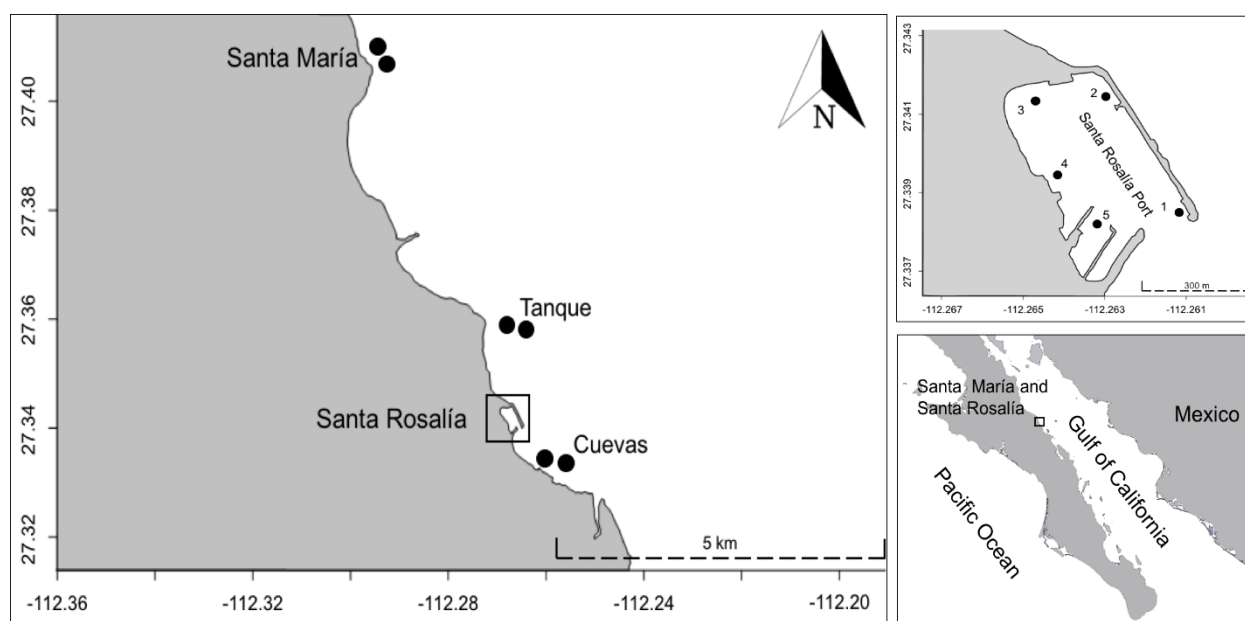 Santa María
N
Tanque
Santa Rosalía
Cuevas
5 km
27.40
27.38
27.36
27.34
27.32
-112.36
-112.32
-112.28
-112.24
-112.20
27.343
27.341
27.339
27.337
2
3
Santa Rosalía Port
4
1
5
300 m
-112.267
-112.265
-112.263
-112.261
Santa María and
Santa Rosalía
Mexico
Gulf of California
Pacific Ocean